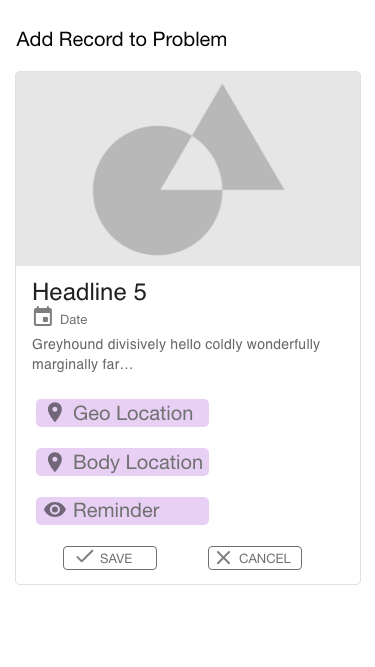 Add Record to Problem
Headline 5
Date
Greyhound divisively hello coldly wonderfully
marginally far...
Geo Location
Body Location
Reminder
SAVE
CANCEL